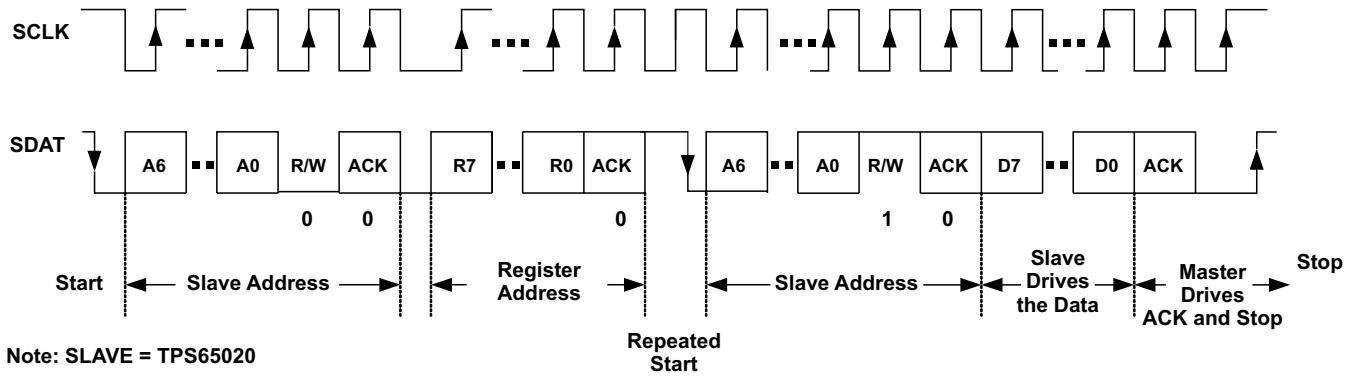 SCLK
SDAT
A6 A0 R/W ACK R7 R0 ACK A6 A0 R/W ACK D7 D0 ACK
0 0 0 1 0
Start
Slave Address
Register
Address
Slave Address
Slave
Drives
the Data
Master
Drives
ACK and Stop
Stop
Repeated
Start
Note: SLAVE = TPS65020